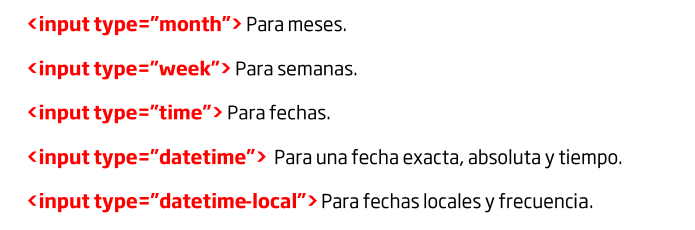 <input type=”month”> Para meses.
<input type=”week”> Para semanas.
<input type=”time”> Para fechas.
<input type=”datetime”> Para una fecha exacta, absoluta y tiempo.
<input type=”datetime-local”> Para fechas locales y frecuencia.